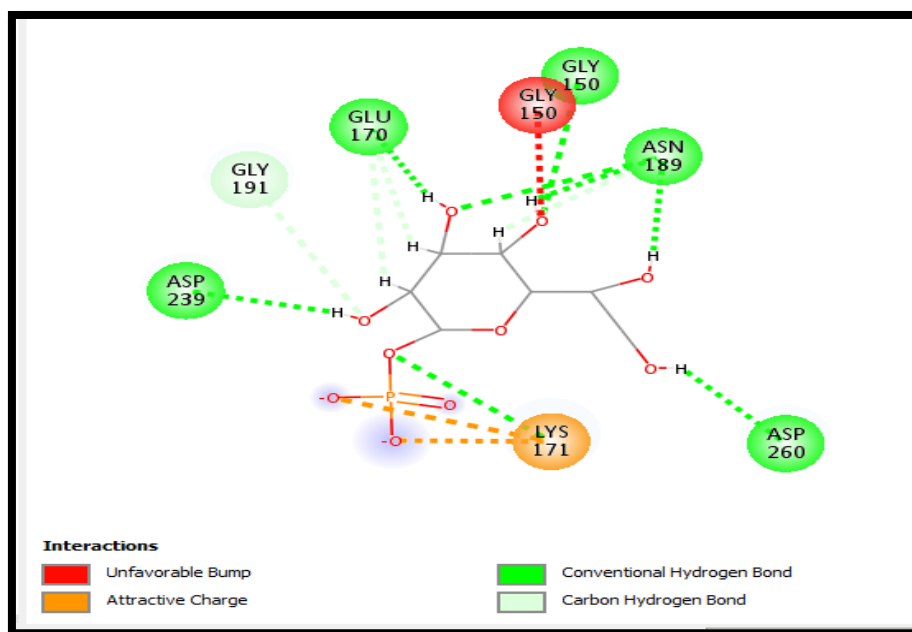 GLY
150
GLY
150
GLU
170
ASN
189
GLY
191
H
O
H
O
H
H
H
H
O
ASP
239
H
O
O
O
H
O
-O
P
O
-O
LYS
171
ASP
260
Interactions
Unfavorable Bump
Conventional Hydrogen Bond
Attractive Charge
Carbon Hydrogen Bond